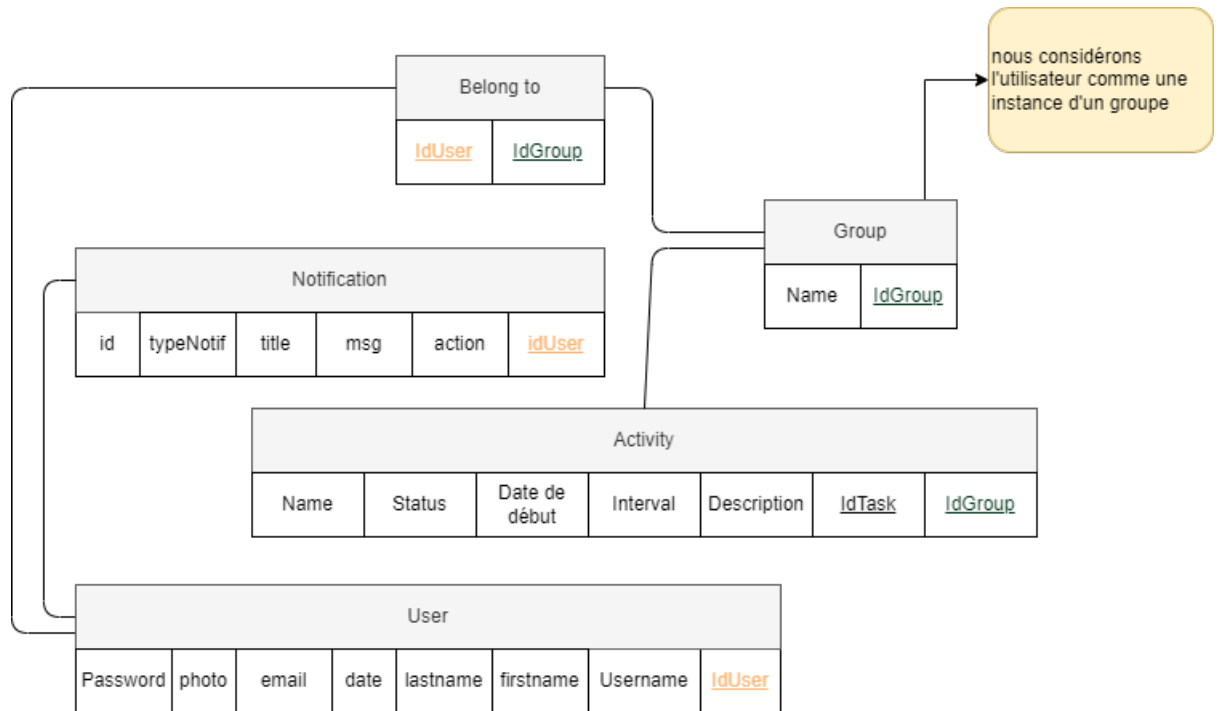 nous considérons
l'utilisateur comme une
instance d'un groupe
Belong to
IdUser IdGroup
Group
Name IdGroup
Notification
id typeNotif title msg action idUser
Activity
Name Status Date de
début Interval Description IdTask IdGroup
User
Password photo email date lastname firstname Username IdUser